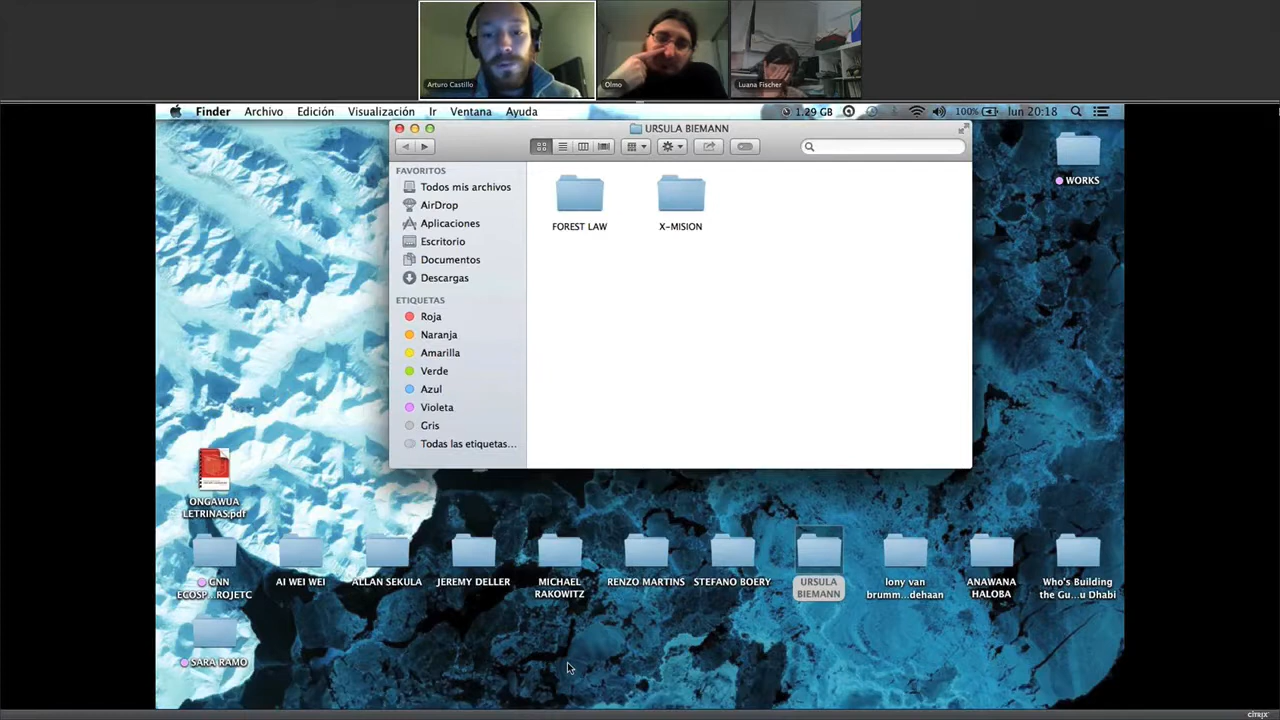 Arturo Castillo
Olmo
Luana Fischer
Finder Archivo Edición Visualización Ir Ventana Ayuda
1.29 GB 100% lun 20:18
URSULA BIEMANN
FAVORITOS
Todos mis archivos
AirDrop
Aplicaciones
Escritorio
Documentos
Descargas
ETIQUETAS
Roja
Naranja
Amarilla
Verde
Azul
Violeta
Gris
Todas las etiquetas...
FOREST LAW
X-MISION
WORKS
ONGAWUA
LETRINAS.pdf
CNN
ECOSP...ROJETC
AI WEI WEI
ALLAN SEKULA
JEREMY DELLER
MICHAEL
RAKOWITZ
RENZO MARTINS
STEFANO BOERY
URSULA
BIEMANN
lony van
brumm...dehaan
ANAWANA
HALOBA
Who's Building
the Gu...u Dhabi
SARA RAMO
CITRIX